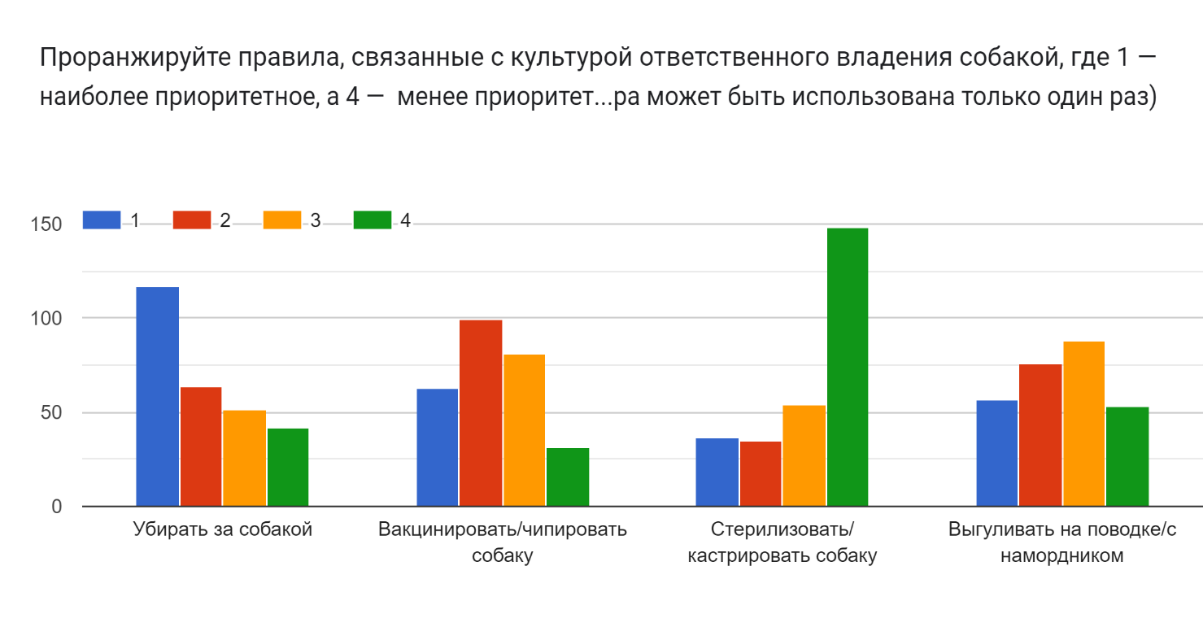 Проранжируйте правила, связанные с культурой ответственного владения собакой, где 1 —
наиболее приоритетное, а 4 — менее приоритет...ра может быть использована только один раз)
1 2 3 4
150
100
50
0
Убирать за собакой
Вакцинировать/чипировать
собаку
Стерилизовать/
кастрировать собаку
Выгуливать на поводке/с
намордником